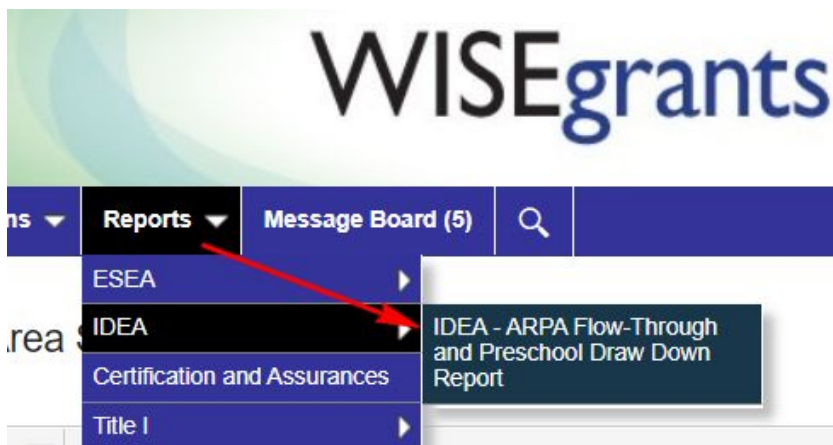 WISEgrants
ns Reports Message Board (5)
ESEA
IDEA
IDEA - ARPA Flow-Through
and Preschool Draw Down
Report
rea S
Certification and Assurances
Title I